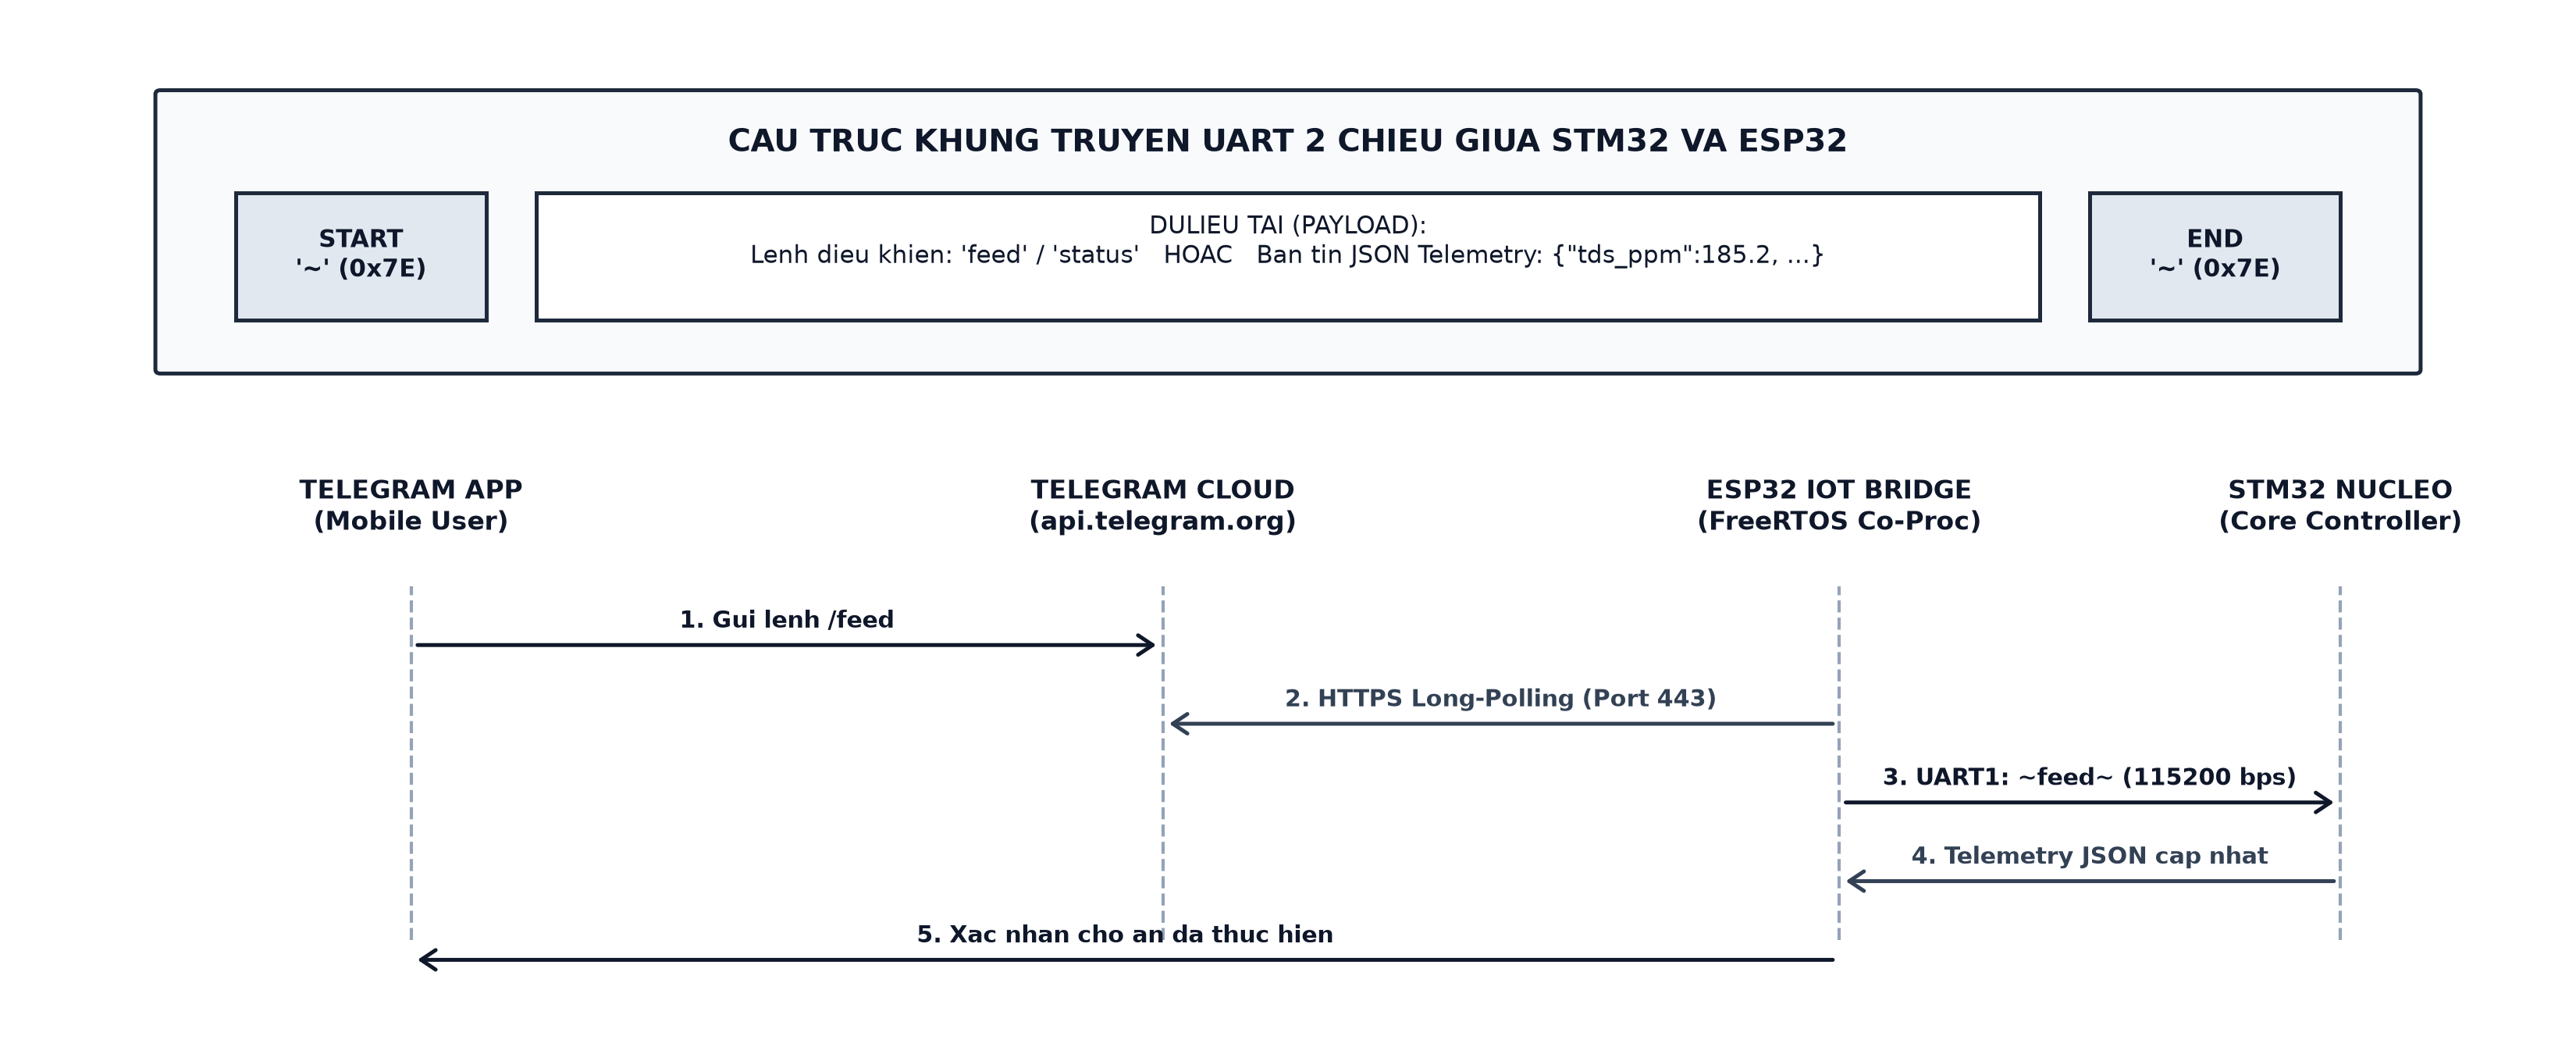 CAU TRUC KHUNG TRUYEN UART 2 CHIEU GIUA STM32 VA ESP32
START
'~' (0x7E)
DULIEU TAI (PAYLOAD):
Lenh dieu khien: 'feed' / 'status'   HOAC   Ban tin JSON Telemetry: {"tds_ppm":185.2, ...}
END
'~' (0x7E)
TELEGRAM APP
(Mobile User)
TELEGRAM CLOUD
(api.telegram.org)
ESP32 IOT BRIDGE
(FreeRTOS Co-Proc)
STM32 NUCLEO
(Core Controller)
1. Gui lenh /feed
2. HTTPS Long-Polling (Port 443)
3. UART1: ~feed~ (115200 bps)
4. Telemetry JSON cap nhat
5. Xac nhan cho an da thuc hien